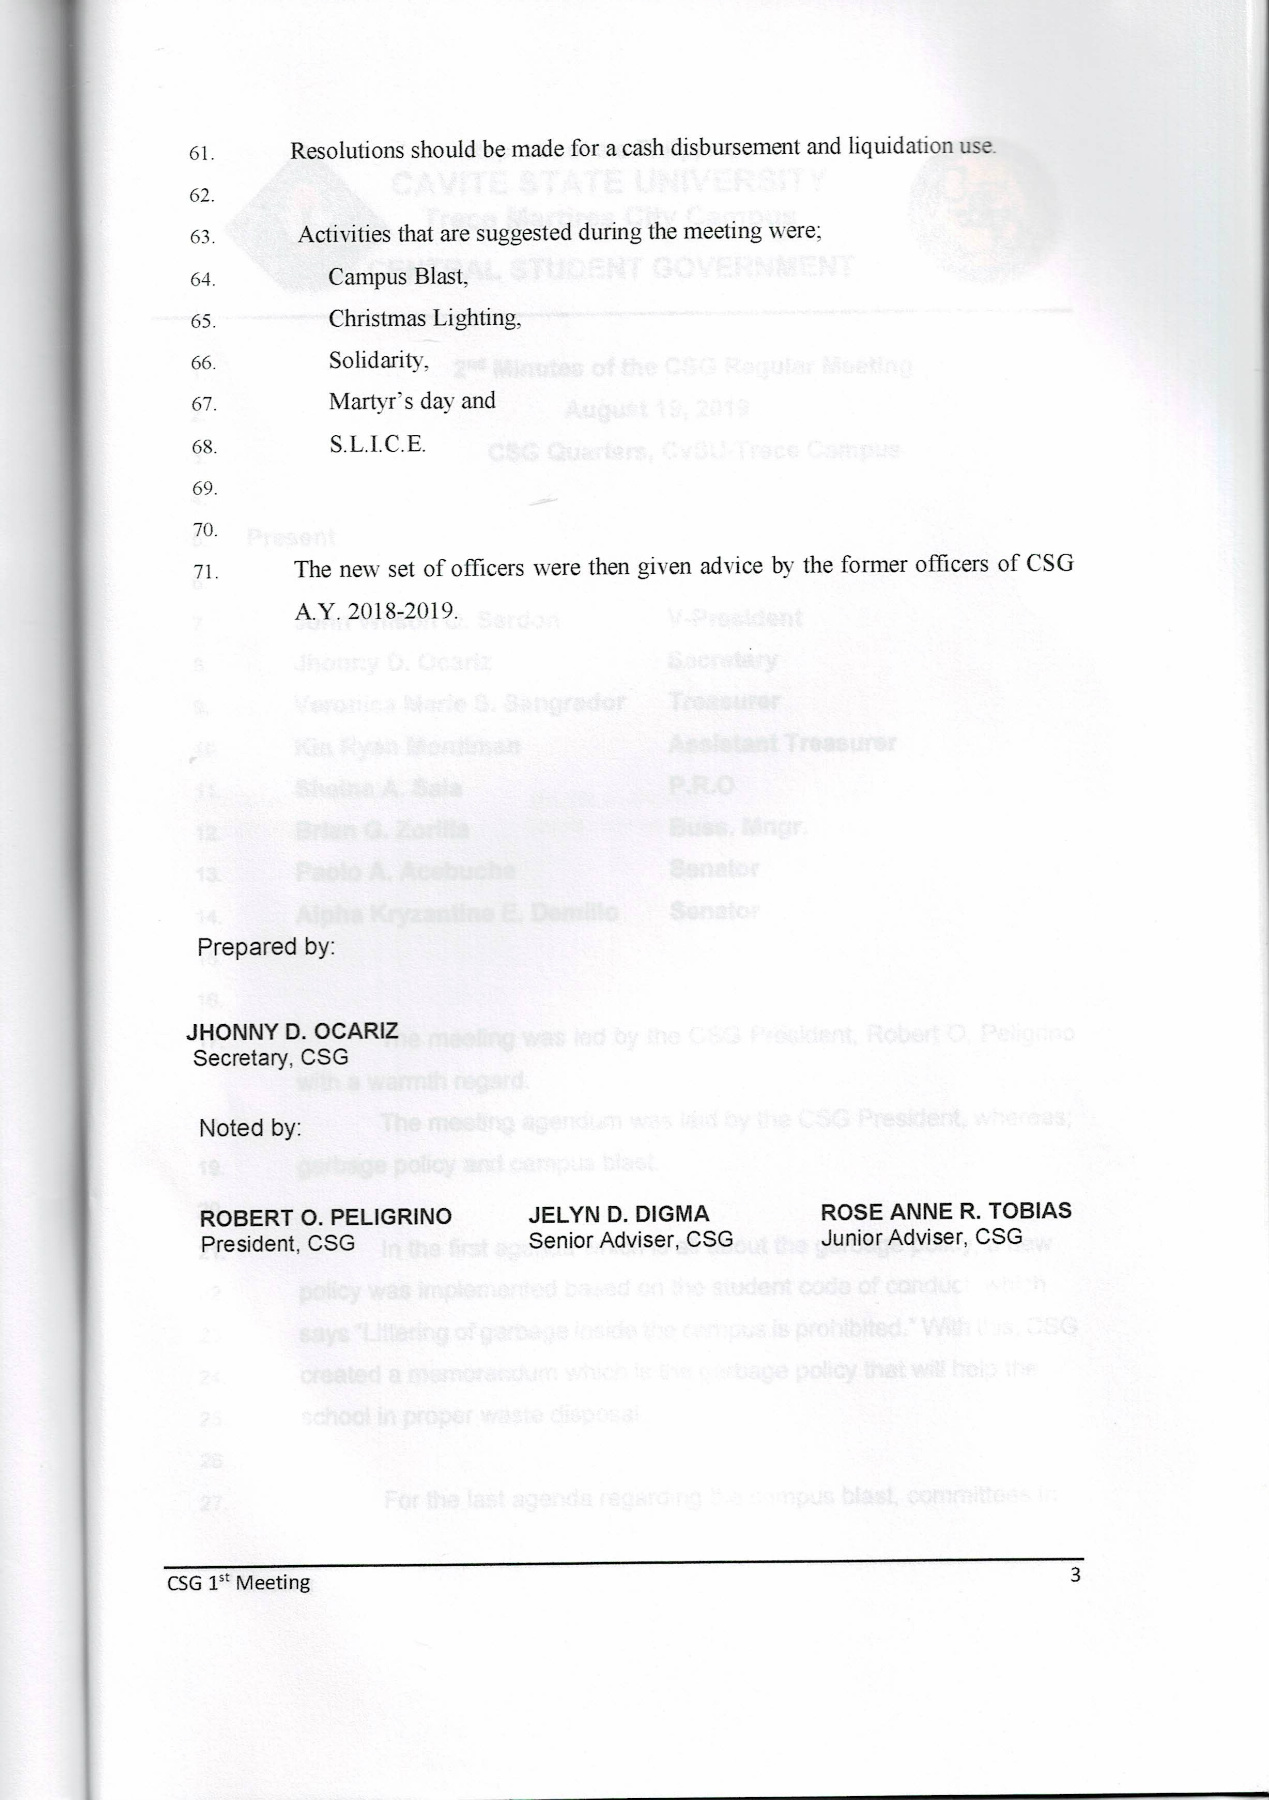 61. Resolutions should be made for a cash disbursement and liquidation use.
62.
63. Activities that are suggested during the meeting were;
64. Campus Blast,
65. Christmas Lighting,
66. Solidarity,
67. Martyr's day and
68. S.L.I.C.E.
69.
70.
71. The new set of officers were then given advice by the former officers of CSG
A.Y. 2018-2019.
Prepared by:
JHONNY D. OCARIZ
Secretary, CSG
Noted by:
ROBERT O. PELIGRINO JELYN D. DIGMA ROSE ANNE R. TOBIAS
President, CSG Senior Adviser, CSG Junior Adviser, CSG
CSG 1st Meeting 3